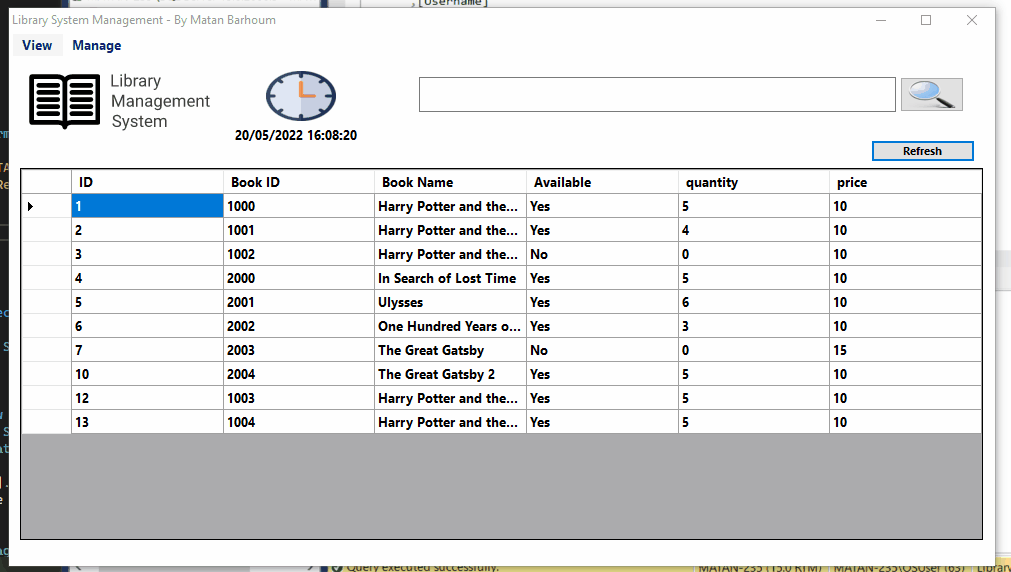 ,[Username]
Library System Management - By Matan Barhoum
View Manage
Library
Management
System
20/05/2022 16:08:20
Refresh
ID Book ID Book Name Available quantity price
1 1000 Harry Potter and the... Yes 5 10
2 1001 Harry Potter and the... Yes 4 10
3 1002 Harry Potter and the... No 0 10
4 2000 In Search of Lost Time Yes 5 10
5 2001 Ulysses Yes 6 10
6 2002 One Hundred Years o... Yes 3 10
7 2003 The Great Gatsby No 0 15
10 2004 The Great Gatsby 2 Yes 5 10
12 1003 Harry Potter and the... Yes 5 10
13 1004 Harry Potter and the... Yes 5 10
Query executed successfully. MATAN-235 (15.0 RTM) MATAN-235\OSUser (63) Library